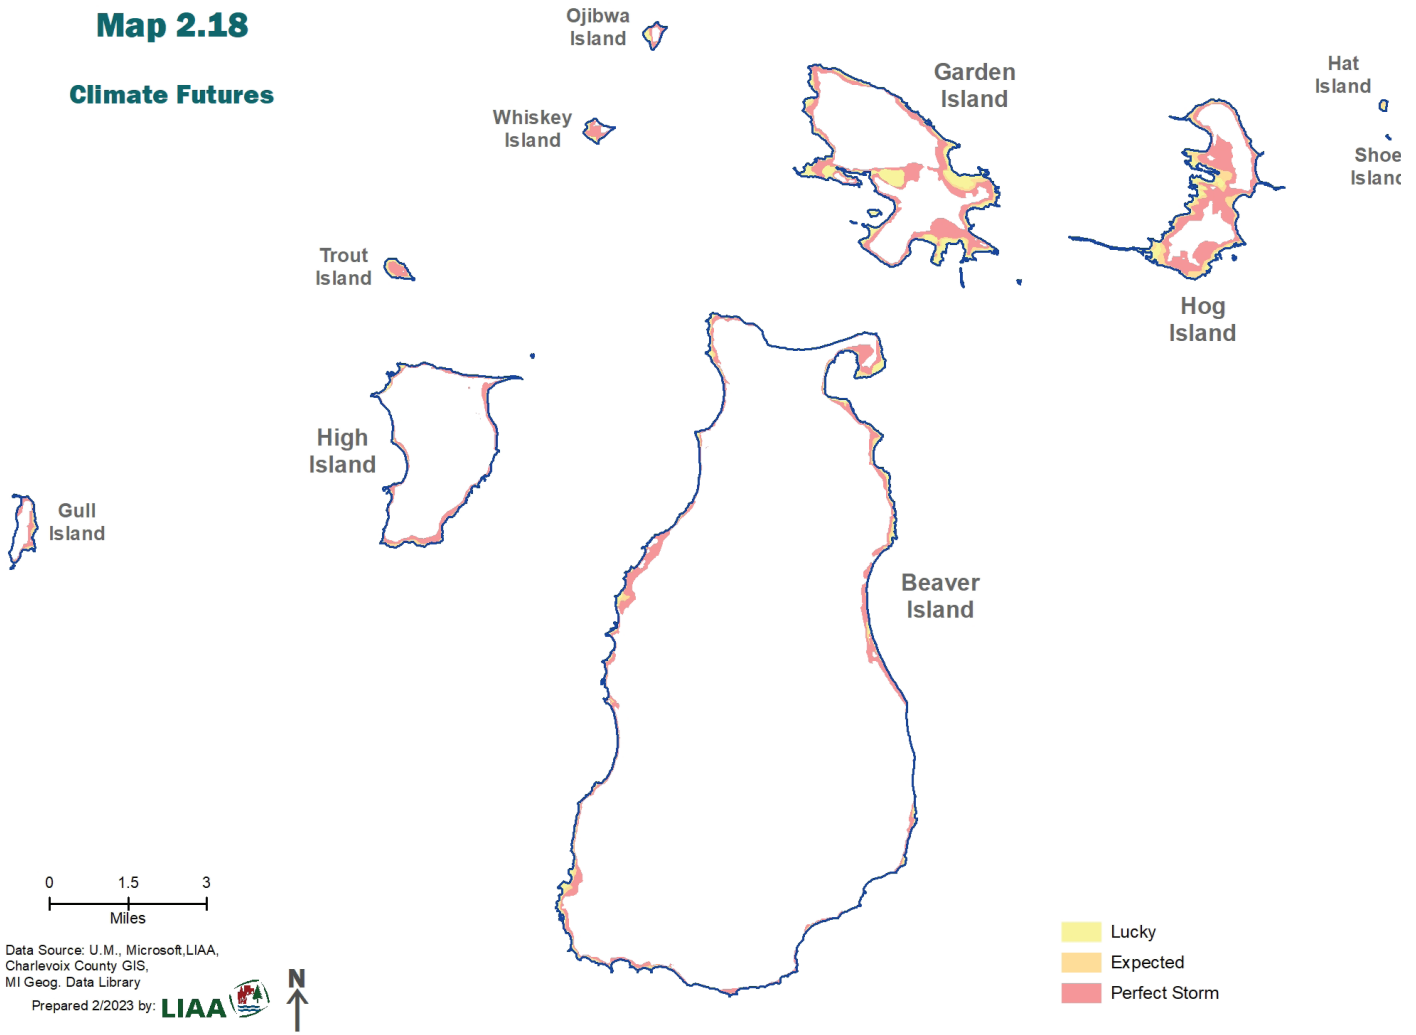 Map 2.18
Climate Futures
Ojibwa
Island
Whiskey
Island
Garden
Island
Hat
Island
Shoe
Island
Trout
Island
Hog
Island
High
Island
Gull
Island
Beaver
Island
0 1.5 3
Miles
Data Source: U.M., Microsoft,LIAA,
Charlevoix County GIS,
MI Geog. Data Library
Prepared 2/2023 by: LIAA
N
Lucky
Expected
Perfect Storm